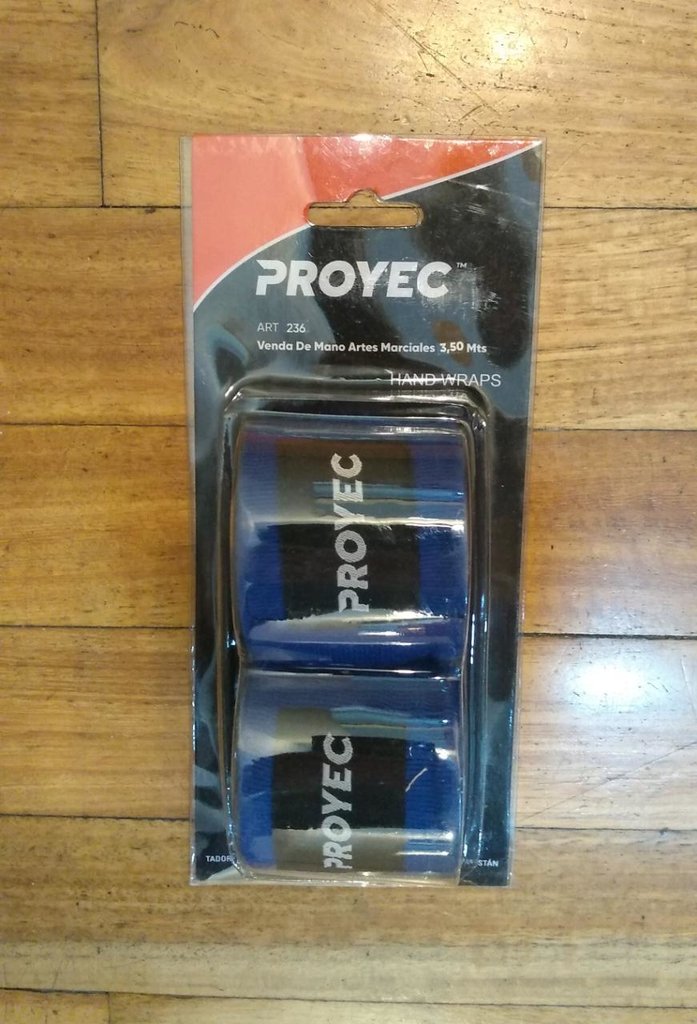 PROYEC™
ART 236
Venda De Mano Artes Marciales 3,50 Mts
HAND WRAPS
PROYEC
PROYEC